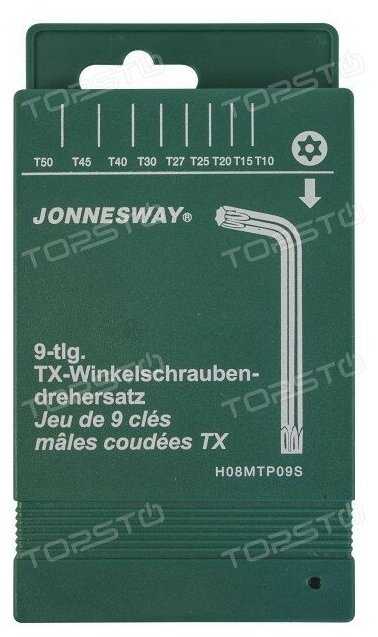 T50 T45 T40 T30 T27 T25 T20 T15 T10
JONNESWAY®
9-tlg.
TX-Winkelschrauben-
drehersatz
Jeu de 9 clés
mâles coudées TX
H08MTP09S
TOPSTO